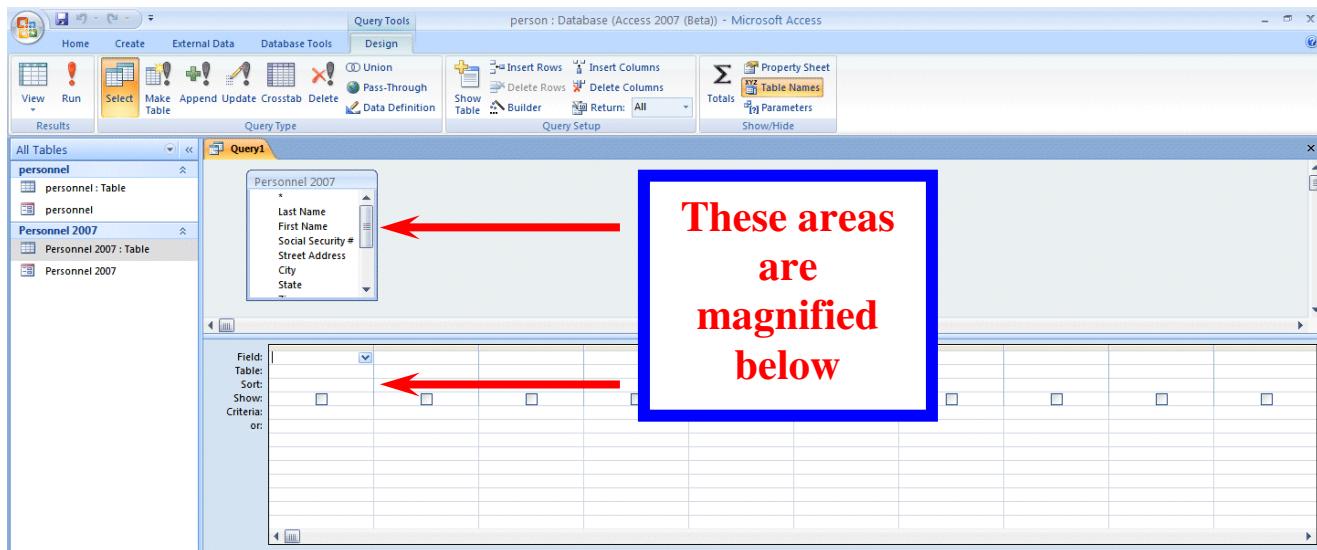 Query Tools
person : Database (Access 2007 (Beta)) - Microsoft Access
Home Create External Data Database Tools Design
View Run Select Make Table Append Update Crosstab Delete
Union
Pass-Through
Data Definition
Show Table
Insert Rows
Delete Rows
Builder
Insert Columns
Delete Columns
Return: All
Totals
Property Sheet
XYZ Table Names
[?] Parameters
Results Query Type Query Setup Show/Hide
All Tables
personnel
personnel : Table
personnel
Personnel 2007
Personnel 2007 : Table
Personnel 2007
Query1
Personnel 2007
*
Last Name
First Name
Social Security #
Street Address
City
State
These areas
are
magnified
below
Field:
Table:
Sort:
Show:
Criteria:
or: